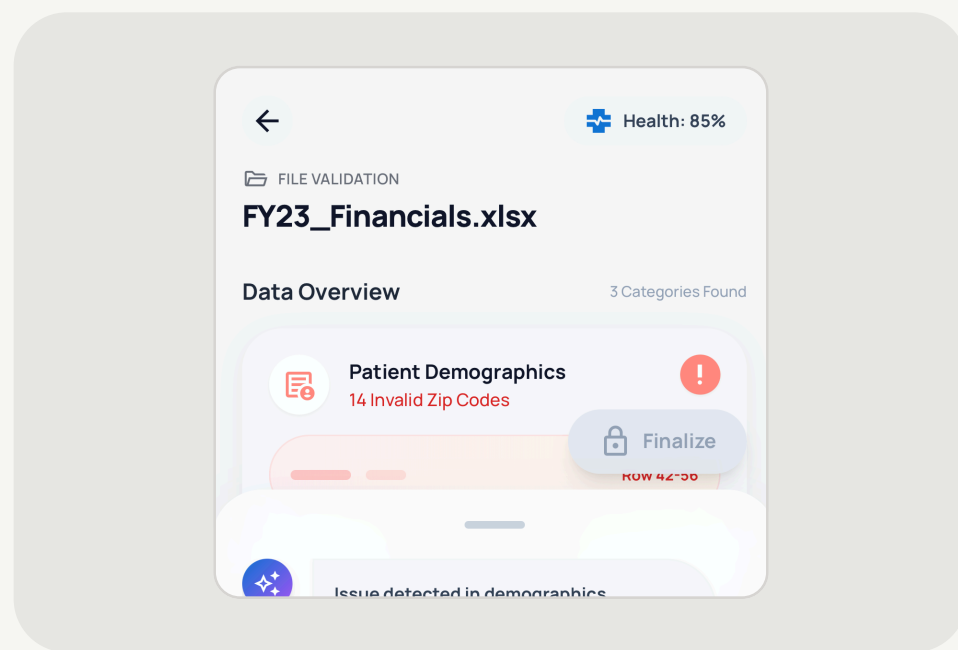 Health: 85%
FILE VALIDATION
FY23_Financials.xlsx
Data Overview
3 Categories Found
Patient Demographics
14 Invalid Zip Codes
Finalize
Row 42-56
Issue detected in demographics